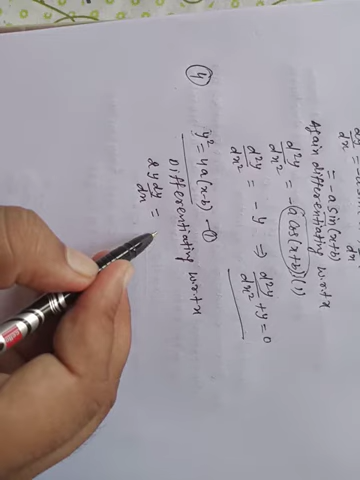 = -a sin(x+b)
Again differentiating w.r.t x
d²y/dx² = -(a cos(x+b))(1)
d²y/dx² = -y ⇒ d²y/dx² + y = 0
(4) y² = 4a(x-b) -①
Differentiating w.r.t x
2y dy/dx =